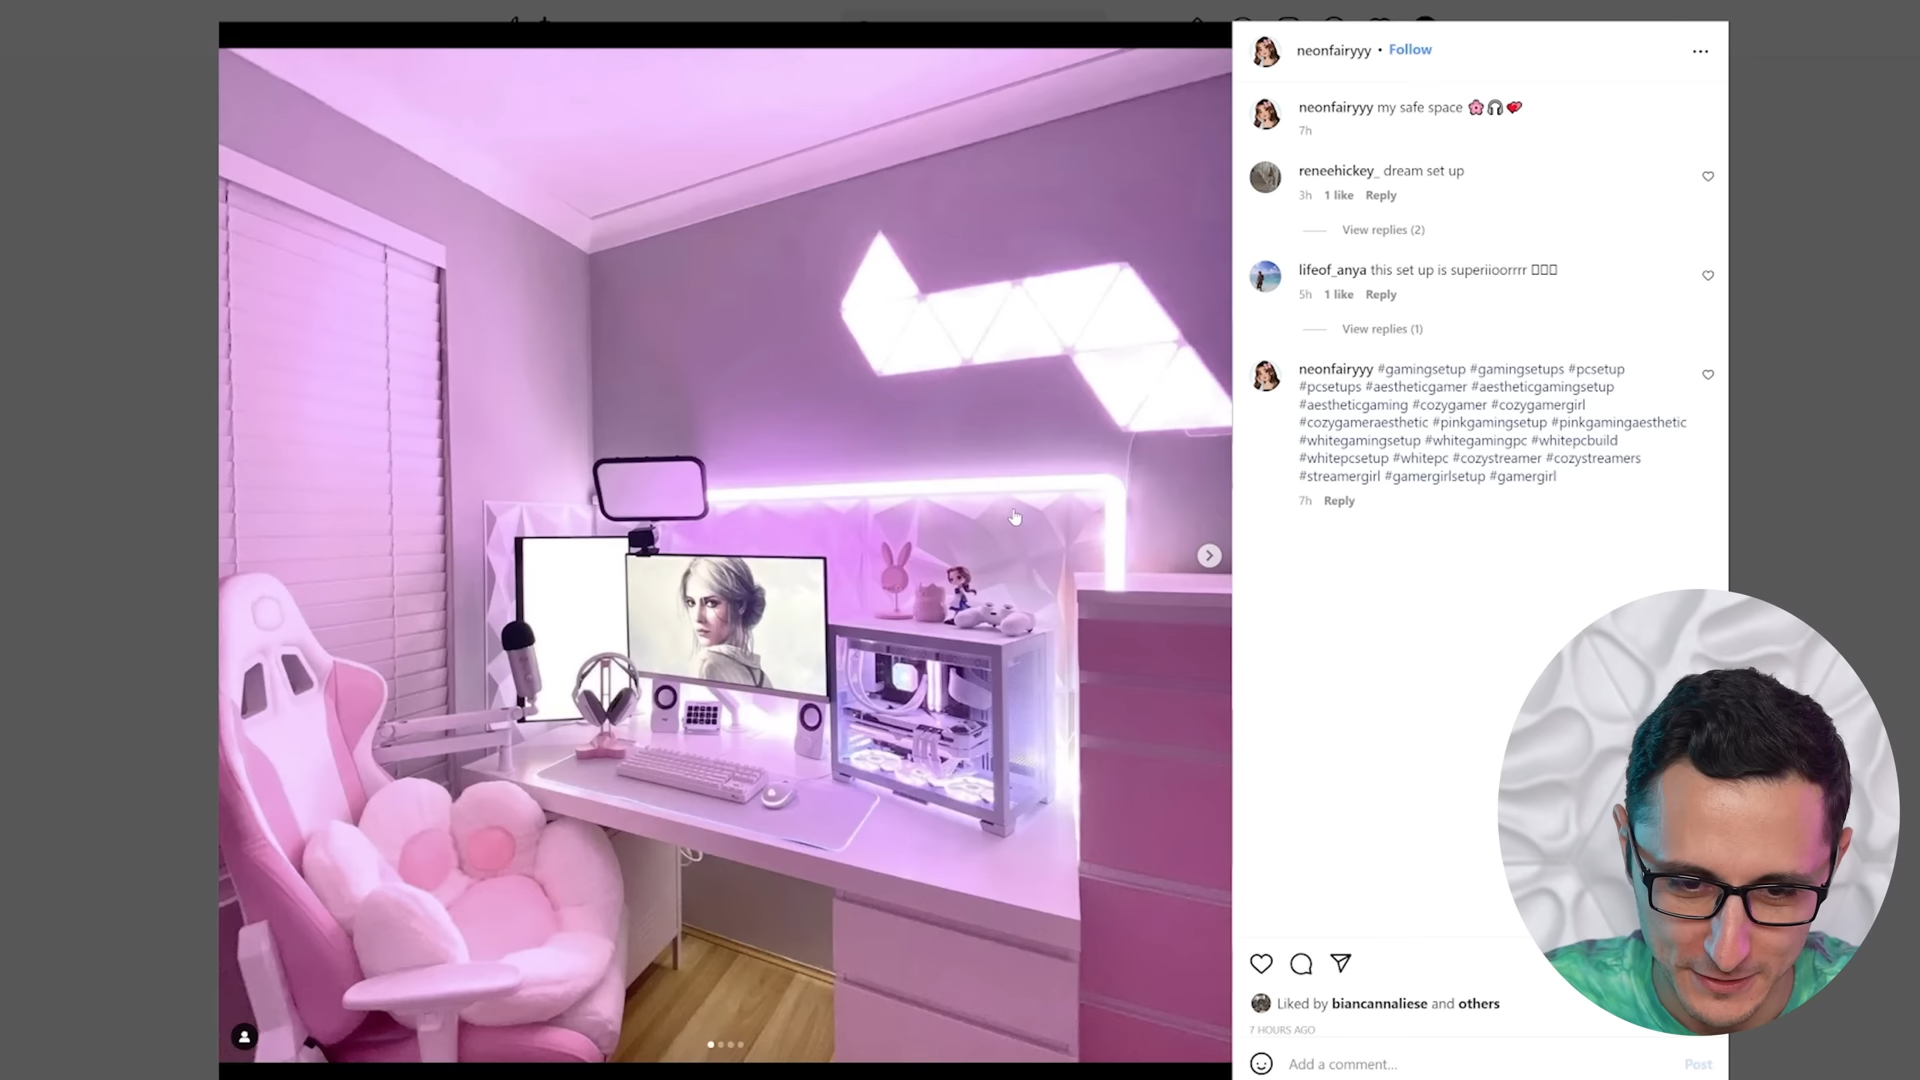 neonfairyyy • Follow
neonfairyyy my safe space 🌸🎧💘
7h
reneehickey_ dream set up
3h 1 like Reply
View replies (2)
lifeof_anya this set up is superiioorrrr ▯▯▯
5h 1 like Reply
View replies (1)
neonfairyyy #gamingsetup #gamingsetups #pcsetup
#pcsetups #aestheticgamer #aestheticgamingsetup
#aestheticgaming #cozygamer #cozygamergirl
#cozygameraesthetic #pinkgamingsetup #pinkgamingaesthetic
#whitegamingsetup #whitegamingpc #whitepcbuild
#whitepcsetup #whitepc #cozystreamer #cozystreamers
#streamergirl #gamergirlsetup #gamergirl
7h Reply
Liked by biancannaliese and others
7 HOURS AGO
Add a comment... Post